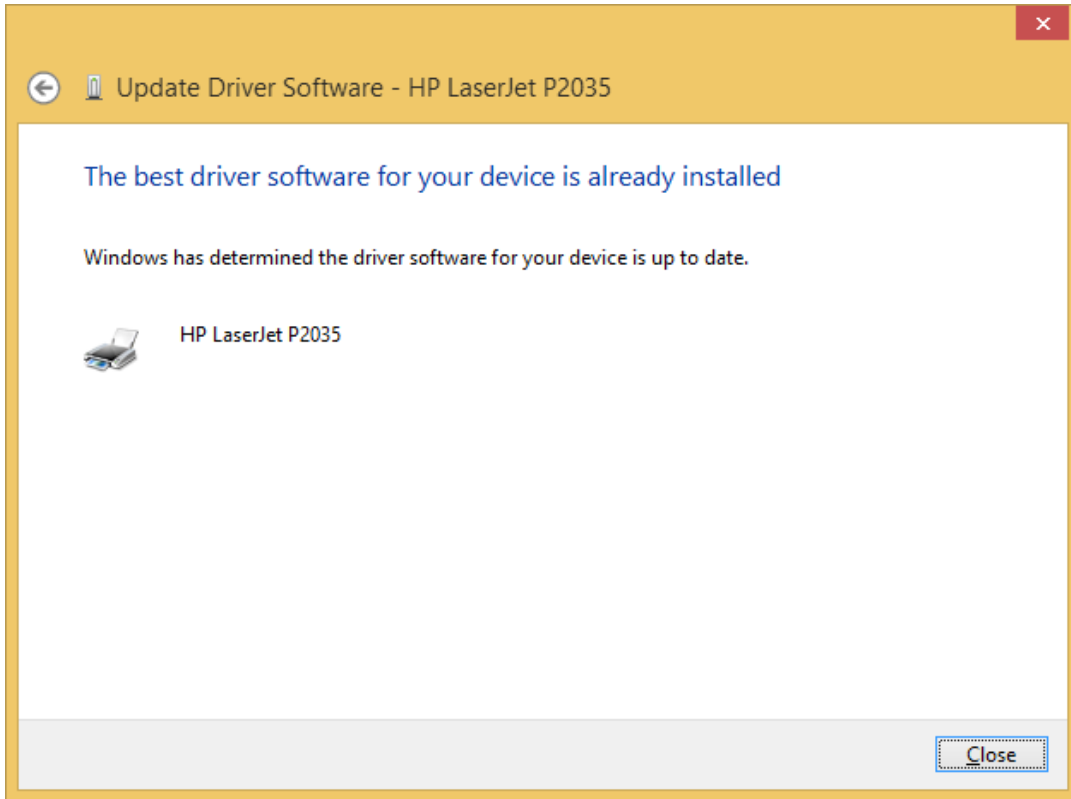 Update Driver Software - HP LaserJet P2035
The best driver software for your device is already installed
Windows has determined the driver software for your device is up to date.
HP LaserJet P2035
Close